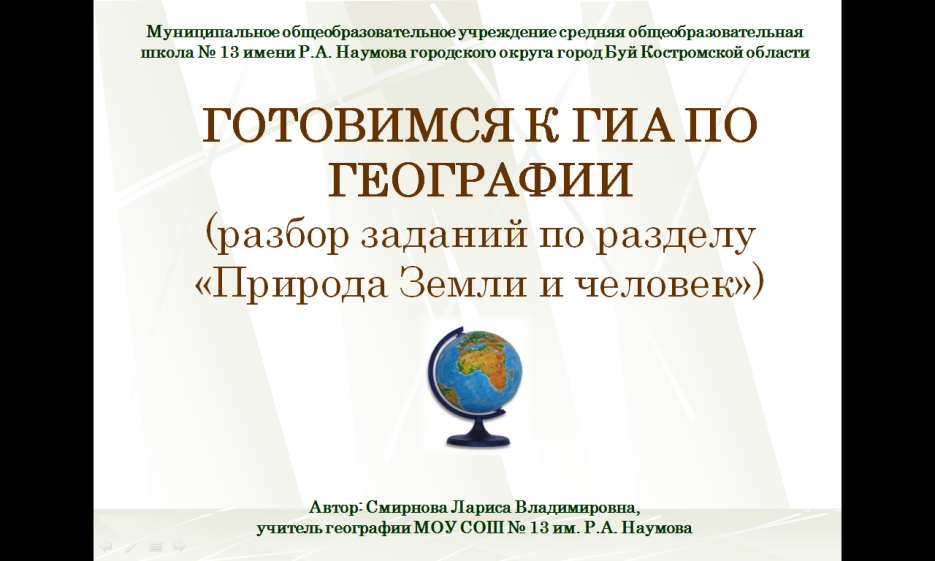 Муниципальное общеобразовательное учреждение средняя общеобразовательная
школа № 13 имени Р.А. Наумова городского округа город Буй Костромской области
ГОТОВИМСЯ К ГИА ПО
ГЕОГРАФИИ
(разбор заданий по разделу
«Природа Земли и человек»)
Автор: Смирнова Лариса Владимировна,
учитель географии МОУ СОШ № 13 им. Р.А. Наумова